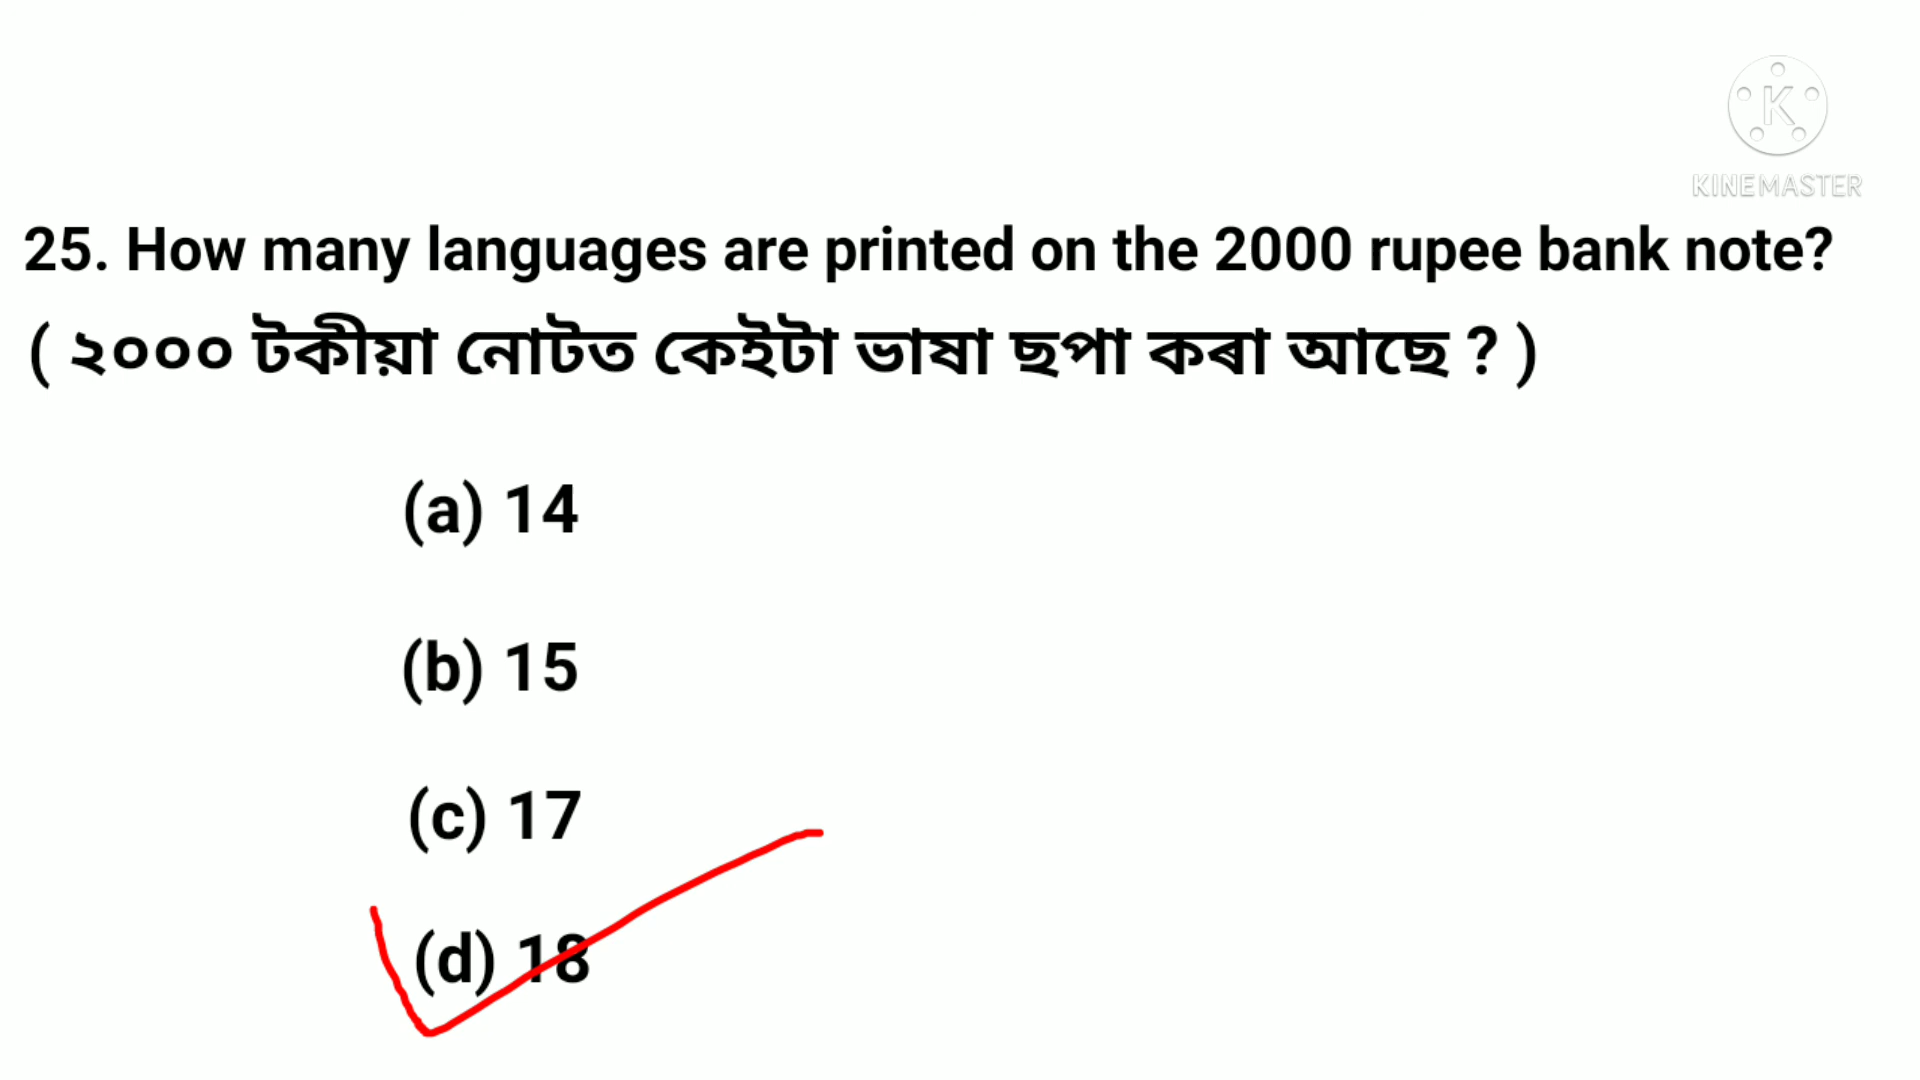 K
KINEMASTER
25. How many languages are printed on the 2000 rupee bank note?
( ২০০০ টকীয়া নোটত কেইটা ভাষা ছপা কৰা আছে ? )
(a) 14
(b) 15
(c) 17
(d) 18